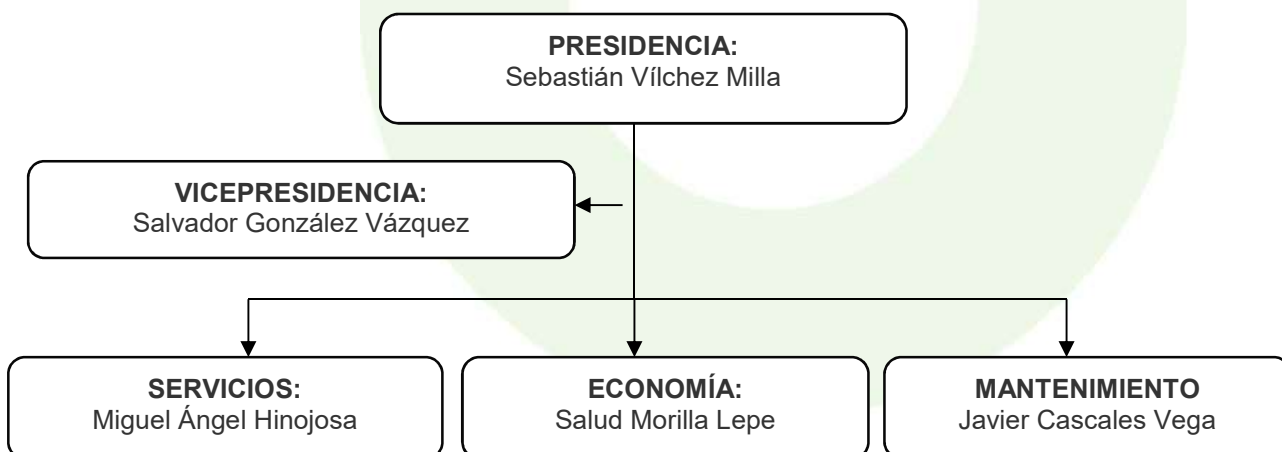 PRESIDENCIA:
Sebastián Vílchez Milla
VICEPRESIDENCIA:
Salvador González Vázquez
SERVICIOS:
Miguel Ángel Hinojosa
ECONOMÍA:
Salud Morilla Lepe
MANTENIMIENTO
Javier Cascales Vega